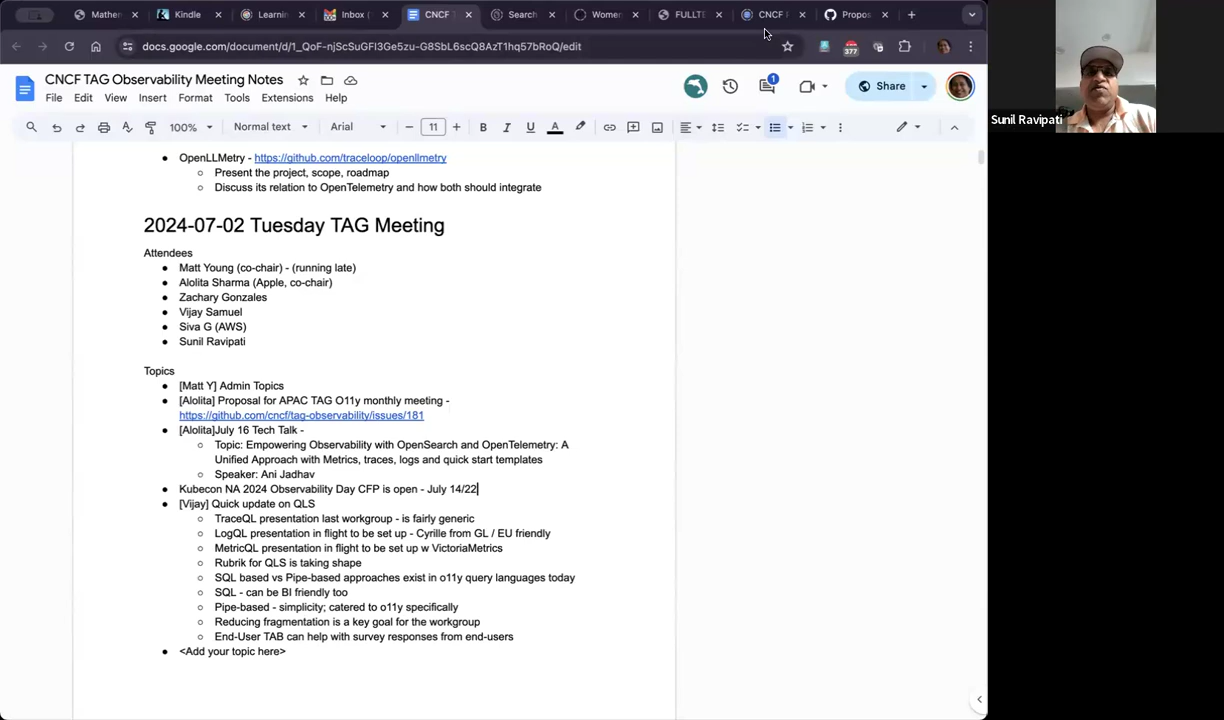 Mather
Kindle
Learnin
Inbox (
CNCF T
Search
Women
FULLTE
CNCF F
Propos
docs.google.com/document/d/1_QoF-njScSuGFI3Ge5zu-G8SbL6scQ8AzT1hq57bRoQ/edit
377
CNCF TAG Observability Meeting Notes
File Edit View Insert Format Tools Extensions Help
1
Share
100%
Normal text
Arial
11
Sunil Ravipati
OpenLLMetry - https://github.com/traceloop/openllmetry
Present the project, scope, roadmap
Discuss its relation to OpenTelemetry and how both should integrate
2024-07-02 Tuesday TAG Meeting
Attendees
Matt Young (co-chair) - (running late)
Alolita Sharma (Apple, co-chair)
Zachary Gonzales
Vijay Samuel
Siva G (AWS)
Sunil Ravipati
Topics
[Matt Y] Admin Topics
[Alolita] Proposal for APAC TAG O11y monthly meeting -
https://github.com/cncf/tag-observability/issues/181
[Alolita]July 16 Tech Talk -
Topic: Empowering Observability with OpenSearch and OpenTelemetry: A
Unified Approach with Metrics, traces, logs and quick start templates
Speaker: Ani Jadhav
Kubecon NA 2024 Observability Day CFP is open - July 14/22
[Vijay] Quick update on QLS
TraceQL presentation last workgroup - is fairly generic
LogQL presentation in flight to be set up - Cyrille from GL / EU friendly
MetricQL presentation in flight to be set up w VictoriaMetrics
Rubrik for QLS is taking shape
SQL based vs Pipe-based approaches exist in o11y query languages today
SQL - can be BI friendly too
Pipe-based - simplicity; catered to o11y specifically
Reducing fragmentation is a key goal for the workgroup
End-User TAB can help with survey responses from end-users
<Add your topic here>